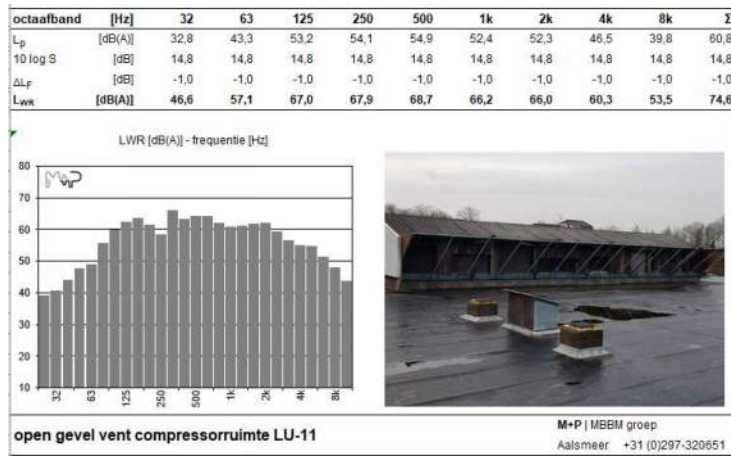 octaafband [Hz] 32 63 125 250 500 1k 2k 4k 8k Σ
Lp [dB(A)] 32,8 43,3 53,2 54,1 54,9 52,4 52,3 46,5 39,8 60,8
10 log S [dB] 14,8 14,8 14,8 14,8 14,8 14,8 14,8 14,8 14,8 14,8
ΔLF [dB] -1,0 -1,0 -1,0 -1,0 -1,0 -1,0 -1,0 -1,0 -1,0 -1,0
LWR [dB(A)] 46,6 57,1 67,0 67,9 68,7 66,2 66,0 60,3 53,5 74,6
LWR [dB(A)] - frequentie [Hz]
80
M+P
70
60
50
40
30
20
10
32 63 125 250 500 1k 2k 4k 8k
open gevel vent compressorruimte LU-11
M+P | MBBM groep
Aalsmeer +31 (0)297-320651